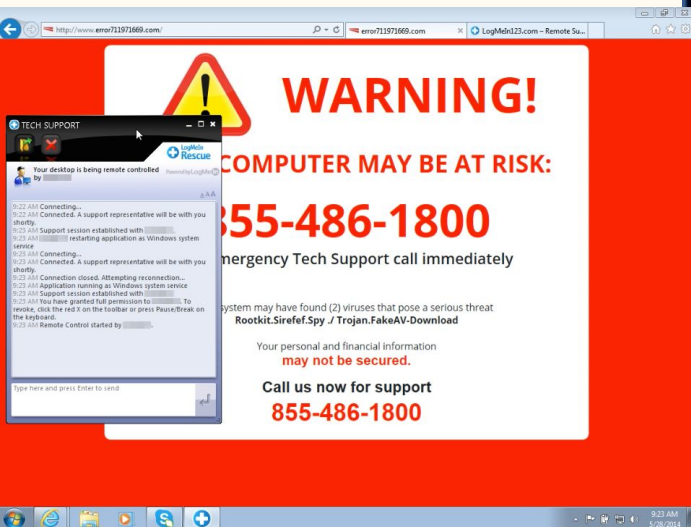 http://www.error711971669.com/
error711971669.com
LogMeIn123.com – Remote Su...
WARNING!
COMPUTER MAY BE AT RISK:
855-486-1800
mergency Tech Support call immediately
system may have found (2) viruses that pose a serious threat
Rootkit.Sirefef.Spy ./ Trojan.FakeAV-Download
Your personal and financial information
may not be secured.
Call us now for support
855-486-1800
TECH SUPPORT
LogMeIn
Rescue
Your desktop is being remote controlled
by
Powered by LogMeIn
AAA
9:22 AM Connecting...
9:22 AM Connected. A support representative will be with you
shortly.
9:23 AM Support session established with
9:23 AM restarting application as Windows system
service
9:23 AM Connecting...
9:23 AM Connected. A support representative will be with you
shortly.
9:23 AM Connection closed. Attempting reconnection...
9:23 AM Application running as Windows system service
9:23 AM Support session established with
9:23 AM You have granted full permission to . To
revoke, click the red X on the toolbar or press Pause/Break on
the keyboard.
9:23 AM Remote Control started by .
Type here and press Enter to send
9:23 AM
5/28/2014